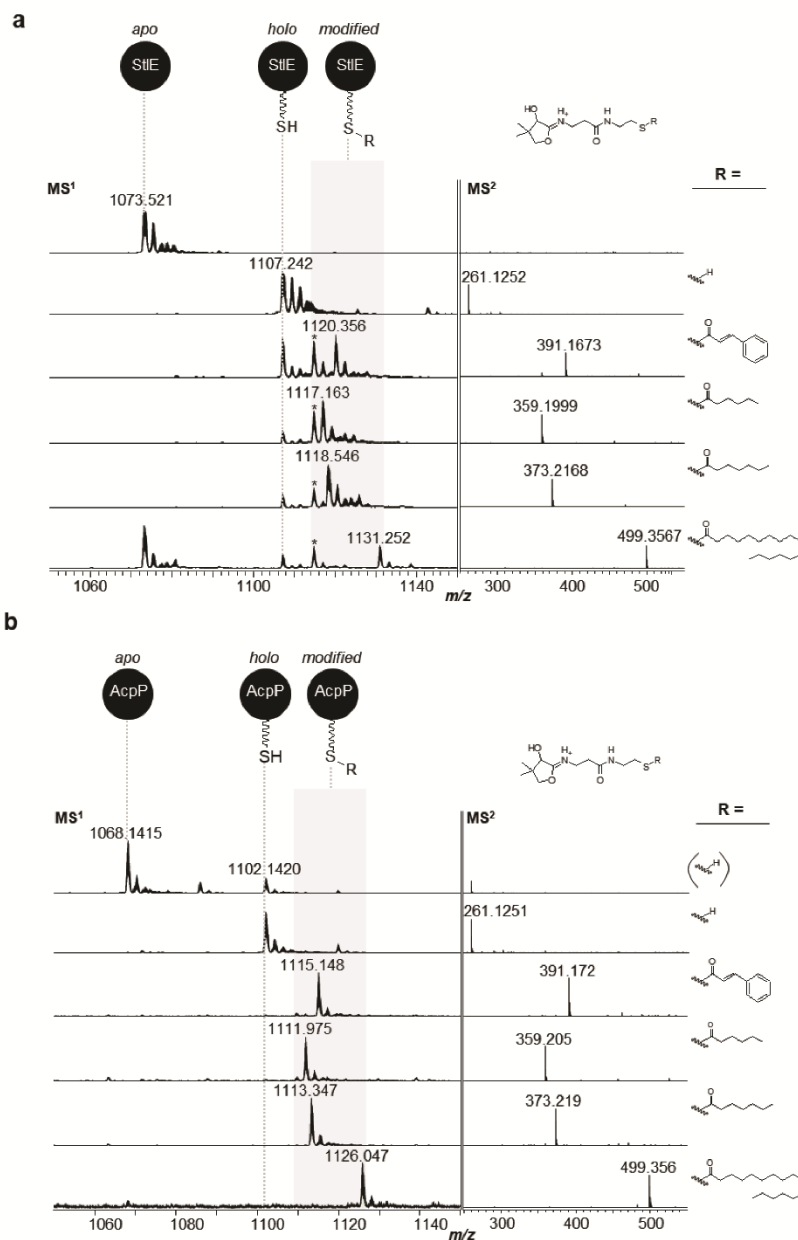 a
apo holo modified
StlE StlE StlE
SH S R
HO H+ N H N O O S R
MS1 MS2 R =
1073.521
1107.242 261.1252 H
* 1120.356 391.1673 O
* 1117.163 359.1999 O
* 1118.546 373.2168 O
* 1131.252 499.3567 O
1060 1100 1140 m/z 300 400 500
b
apo holo modified
AcpP AcpP AcpP
SH S R
HO H+ N H N O O S R
MS1 MS2 R =
1068.1415 1102.1420 H
261.1251 H
1115.148 391.172 O
1111.975 359.205 O
1113.347 373.219 O
1126.047 499.356 O
1060 1080 1100 1120 1140 m/z 300 400 500